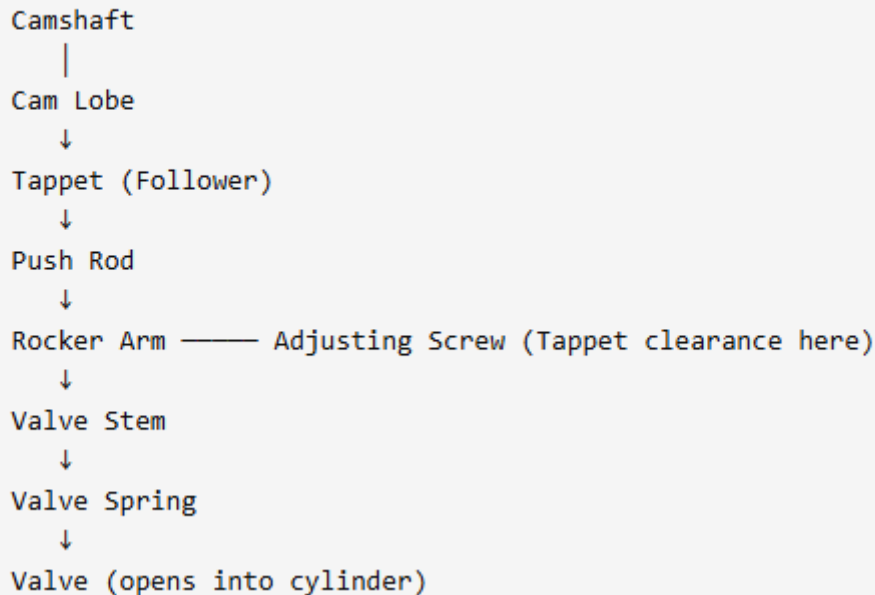 Camshaft
│
Cam Lobe
↓
Tappet (Follower)
↓
Push Rod
↓
Rocker Arm ───── Adjusting Screw (Tappet clearance here)
↓
Valve Stem
↓
Valve Spring
↓
Valve (opens into cylinder)